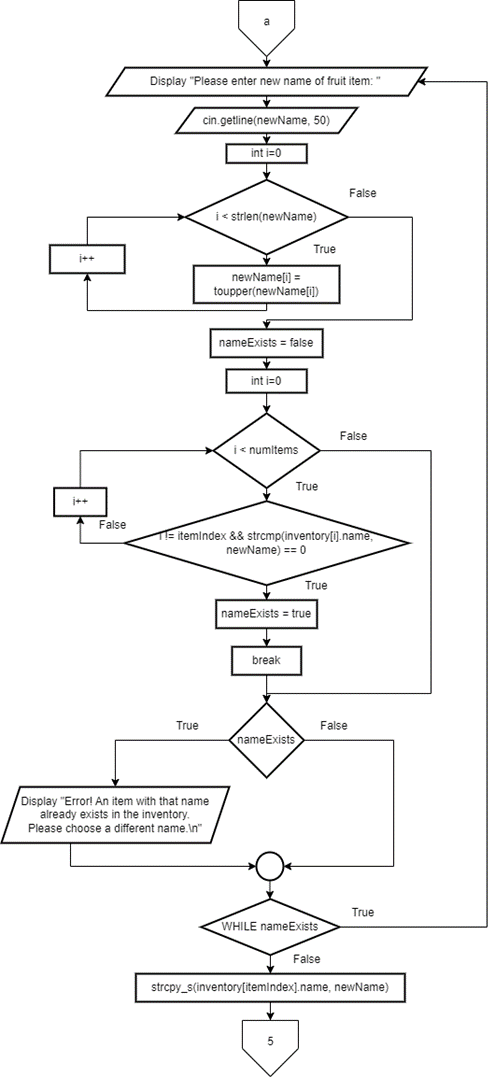 a
Display "Please enter new name of fruit item: "
cin.getline(newName, 50)
int i=0
False
i < strlen(newName)
True
i++
newName[i] =
toupper(newName[i])
nameExists = false
int i=0
False
i < numItems
True
i++
False
i != itemIndex && strcmp(inventory[i].name,
newName) == 0
True
nameExists = true
break
True
False
nameExists
Display "Error! An item with that name
already exists in the inventory.
Please choose a different name.\n"
True
WHILE nameExists
False
strcpy_s(inventory[itemIndex].name, newName)
5